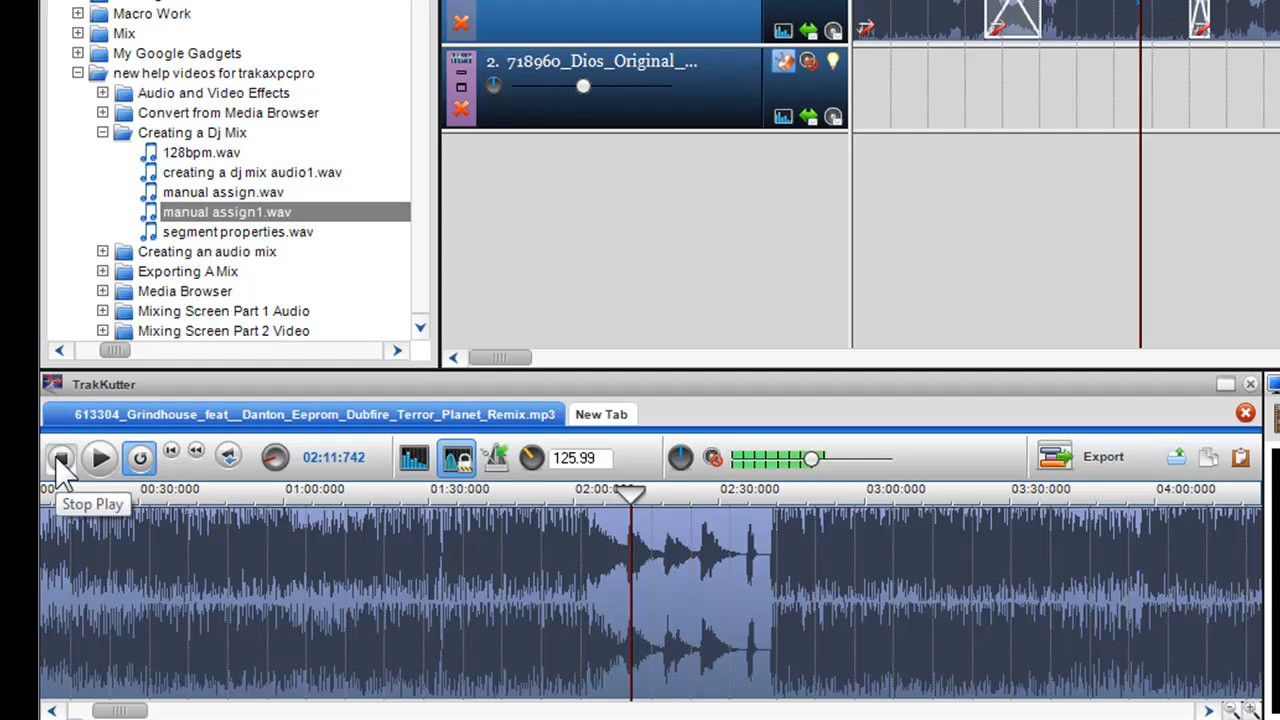 Macro Work
Mix
My Google Gadgets
new help videos for trakaxpcpro
Audio and Video Effects
Convert from Media Browser
Creating a Dj Mix
128bpm.wav
creating a dj mix audio1.wav
manual assign.wav
manual assign1.wav
segment properties.wav
Creating an audio mix
Exporting A Mix
Media Browser
Mixing Screen Part 1 Audio
Mixing Screen Part 2 Video
2. 718960_Dios_Original_...
TrakKutter
613304_Grindhouse_feat__Danton_Eeprom_Dubfire_Terror_Planet_Remix.mp3 New Tab
02:11:742 125.99 Export
Stop Play
00:30:000 01:00:000 01:30:000 02:00:000 02:30:000 03:00:000 03:30:000 04:00:000